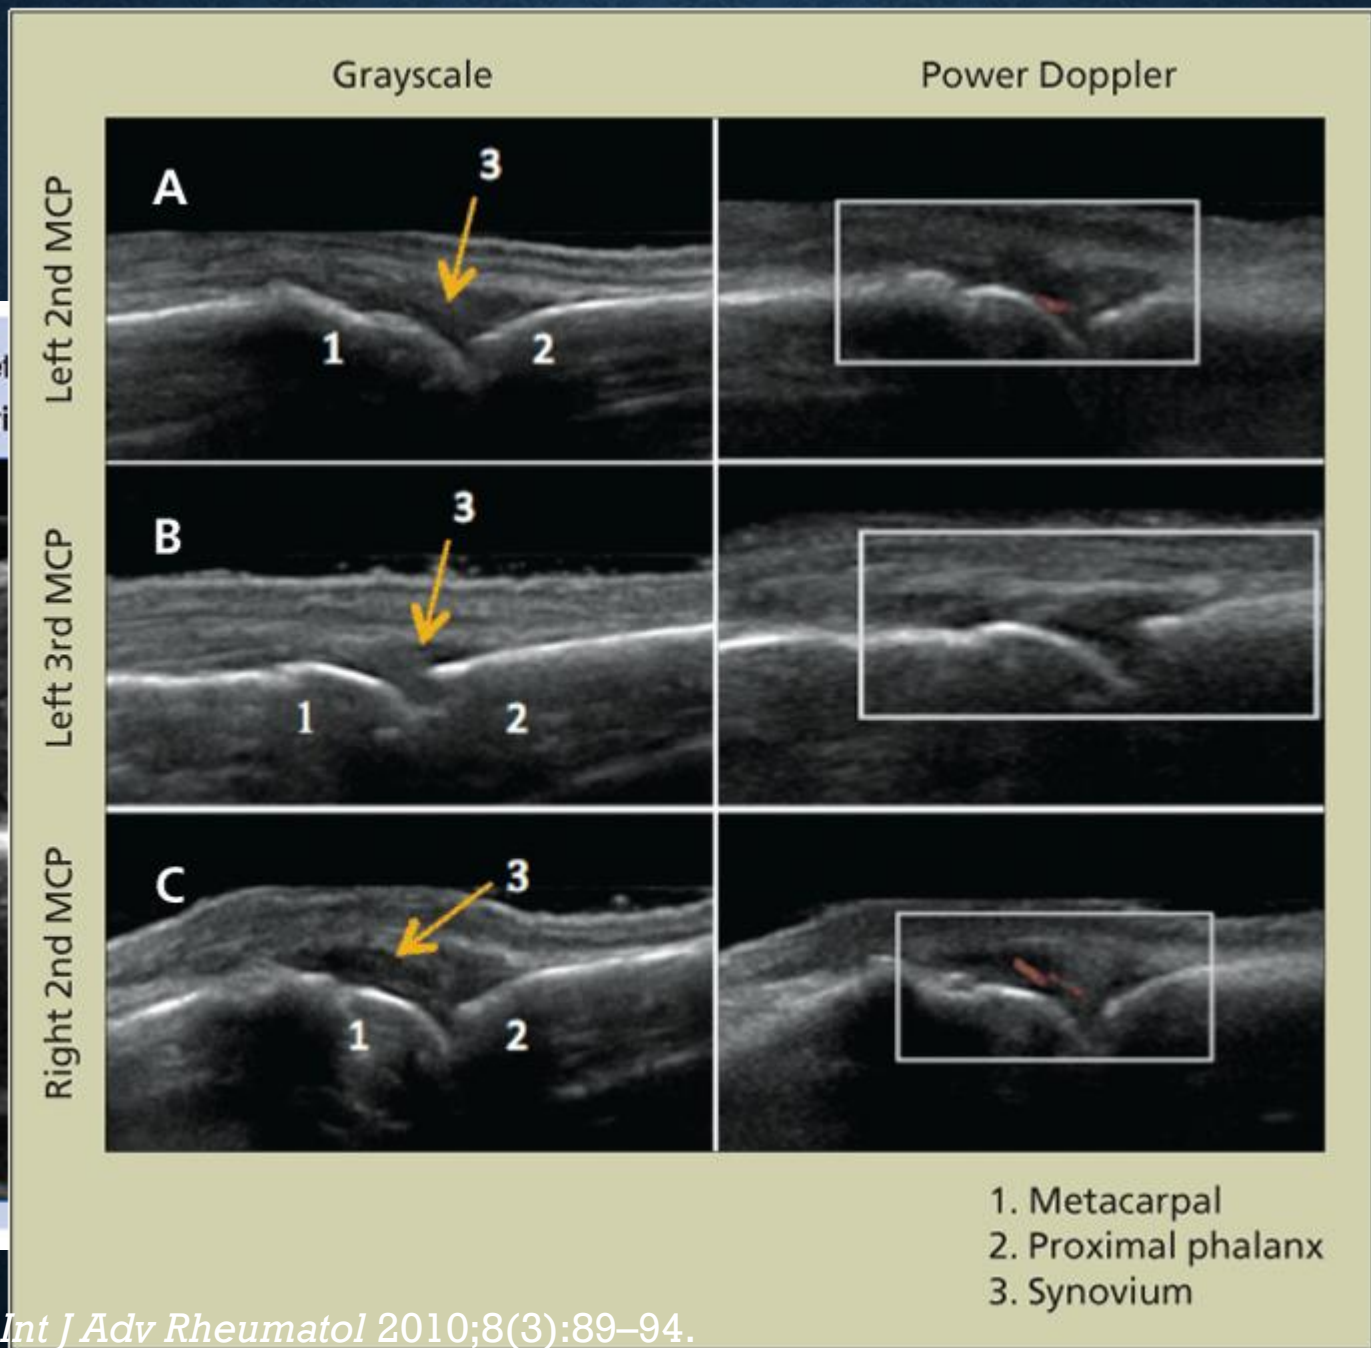 Grayscale
Power Doppler
Left 2nd MCP
A
3
1
2
Left 3rd MCP
B
3
1
2
Right 2nd MCP
C
3
1
2
1. Metacarpal
2. Proximal phalanx
3. Synovium
Int J Adv Rheumatol 2010;8(3):89–94.